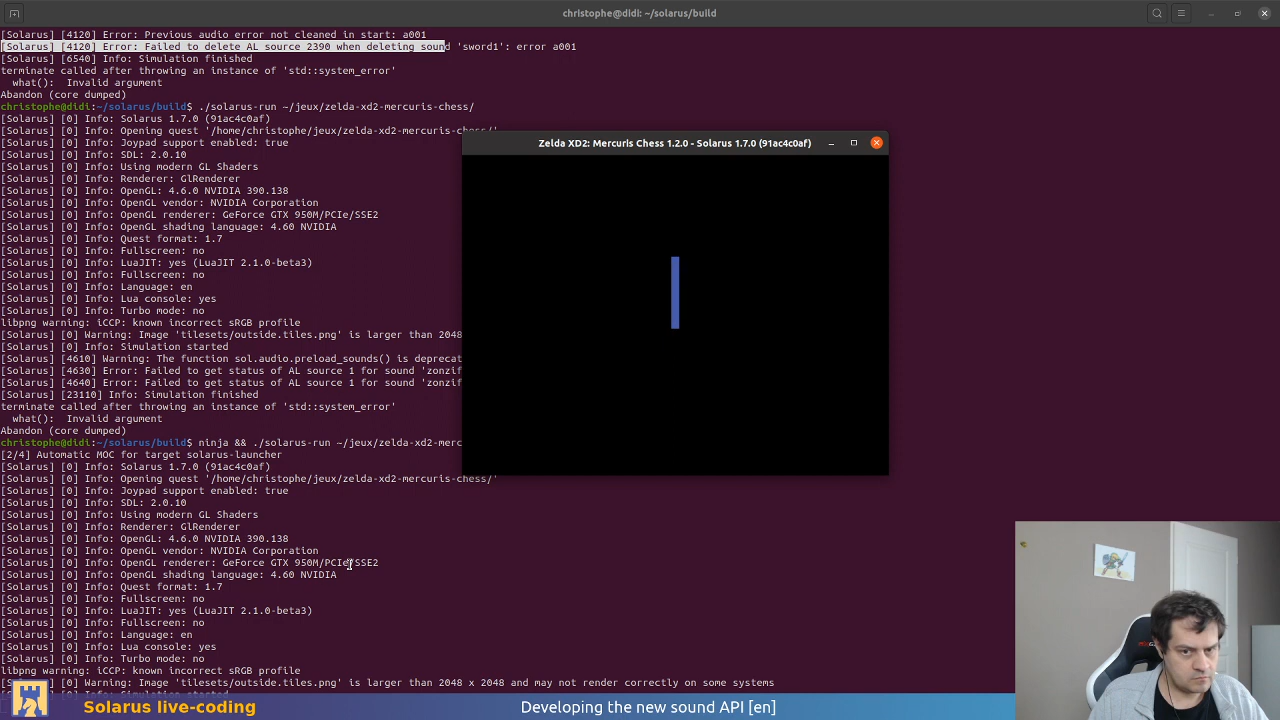 christophe@didi: ~/solarus/build
[Solarus] [4120] Error: Previous audio error not cleaned in start: a001
[Solarus] [4120] Error: Failed to delete AL source 2390 when deleting sound 'sword1': error a001
[Solarus] [6540] Info: Simulation finished
terminate called after throwing an instance of 'std::system_error'
what():  Invalid argument
Abandon (core dumped)
christophe@didi:~/solarus/build$ ./solarus-run ~/jeux/zelda-xd2-mercuris-chess/
[Solarus] [0] Info: Solarus 1.7.0 (91ac4c0af)
[Solarus] [0] Info: Opening quest '/home/christophe/jeux/zelda-xd2-mercuris-chess/'
[Solarus] [0] Info: Joypad support enabled: true
[Solarus] [0] Info: SDL: 2.0.10
[Solarus] [0] Info: Using modern GL Shaders
[Solarus] [0] Info: Renderer: GlRenderer
[Solarus] [0] Info: OpenGL: 4.6.0 NVIDIA 390.138
[Solarus] [0] Info: OpenGL vendor: NVIDIA Corporation
[Solarus] [0] Info: OpenGL renderer: GeForce GTX 950M/PCIe/SSE2
[Solarus] [0] Info: OpenGL shading language: 4.60 NVIDIA
[Solarus] [0] Info: Quest format: 1.7
[Solarus] [0] Info: Fullscreen: no
[Solarus] [0] Info: LuaJIT: yes (LuaJIT 2.1.0-beta3)
[Solarus] [0] Info: Fullscreen: no
[Solarus] [0] Info: Language: en
[Solarus] [0] Info: Lua console: yes
[Solarus] [0] Info: Turbo mode: no
libpng warning: iCCP: known incorrect sRGB profile
[Solarus] [0] Warning: Image 'tilesets/outside.tiles.png' is larger than 2048
[Solarus] [0] Info: Simulation started
[Solarus] [4610] Warning: The function sol.audio.preload_sounds() is deprecat
[Solarus] [4630] Error: Failed to get status of AL source 1 for sound 'zonzif
[Solarus] [4640] Error: Failed to get status of AL source 1 for sound 'zonzif
[Solarus] [23110] Info: Simulation finished
terminate called after throwing an instance of 'std::system_error'
what():  Invalid argument
Abandon (core dumped)
christophe@didi:~/solarus/build$ ninja && ./solarus-run ~/jeux/zelda-xd2-merc
[2/4] Automatic MOC for target solarus-launcher
[Solarus] [0] Info: Solarus 1.7.0 (91ac4c0af)
[Solarus] [0] Info: Opening quest '/home/christophe/jeux/zelda-xd2-mercuris-chess/'
[Solarus] [0] Info: Joypad support enabled: true
[Solarus] [0] Info: SDL: 2.0.10
[Solarus] [0] Info: Using modern GL Shaders
[Solarus] [0] Info: Renderer: GlRenderer
[Solarus] [0] Info: OpenGL: 4.6.0 NVIDIA 390.138
[Solarus] [0] Info: OpenGL vendor: NVIDIA Corporation
[Solarus] [0] Info: OpenGL renderer: GeForce GTX 950M/PCIe/SSE2
[Solarus] [0] Info: OpenGL shading language: 4.60 NVIDIA
[Solarus] [0] Info: Quest format: 1.7
[Solarus] [0] Info: Fullscreen: no
[Solarus] [0] Info: LuaJIT: yes (LuaJIT 2.1.0-beta3)
[Solarus] [0] Info: Fullscreen: no
[Solarus] [0] Info: Language: en
[Solarus] [0] Info: Lua console: yes
[Solarus] [0] Info: Turbo mode: no
libpng warning: iCCP: known incorrect sRGB profile
[Solarus] [0] Warning: Image 'tilesets/outside.tiles.png' is larger than 2048 x 2048 and may not render correctly on some systems
Zelda XD2: Mercuris Chess 1.2.0 - Solarus 1.7.0 (91ac4c0af)
Solarus live-coding
Developing the new sound API [en]